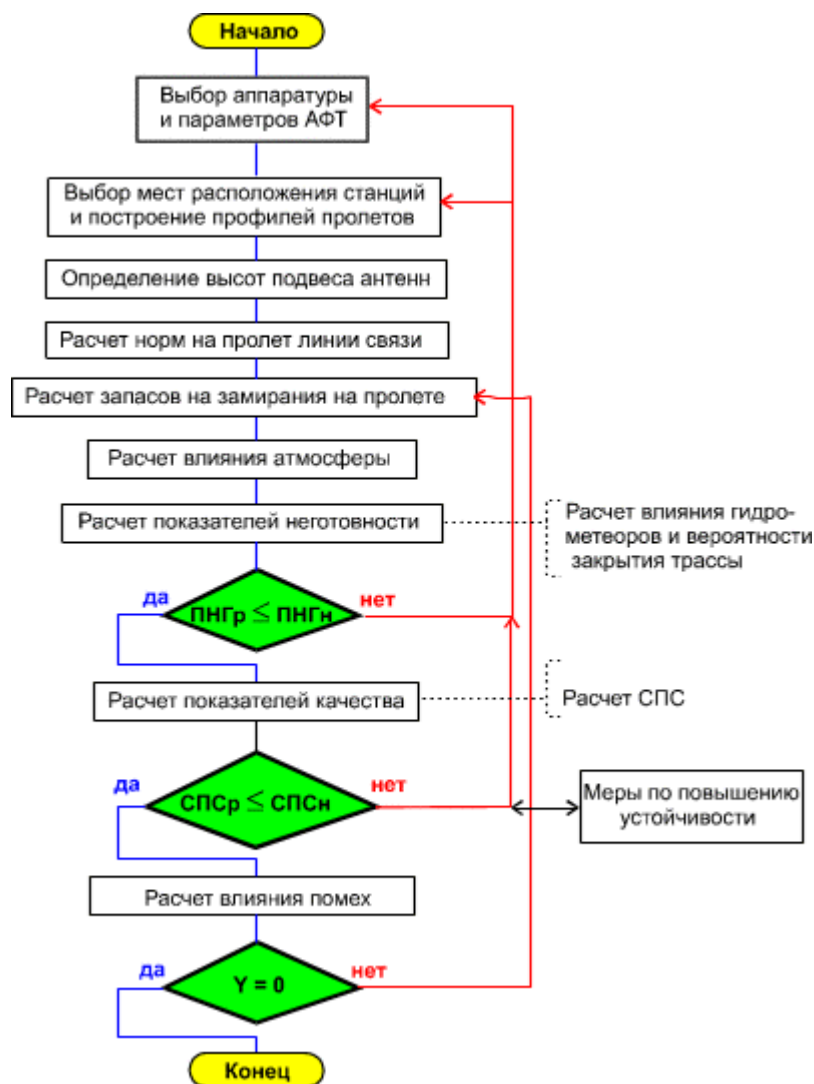 Начало
Выбор аппаратуры
и параметров АФТ
Выбор мест расположения станций
и построение профилей пролетов
Определение высот подвеса антенн
Расчет норм на пролет линии связи
Расчет запасов на замирания на пролете
Расчет влияния атмосферы
Расчет показателей неготовности
Расчет влияния гидро-
метеоров и вероятности
закрытия трассы
да
ПНГр ≤ ПНГн
нет
Расчет показателей качества
Расчет СПС
да
СПСр ≤ СПСн
нет
Меры по повышению
устойчивости
Расчет влияния помех
да
Y = 0
нет
Конец